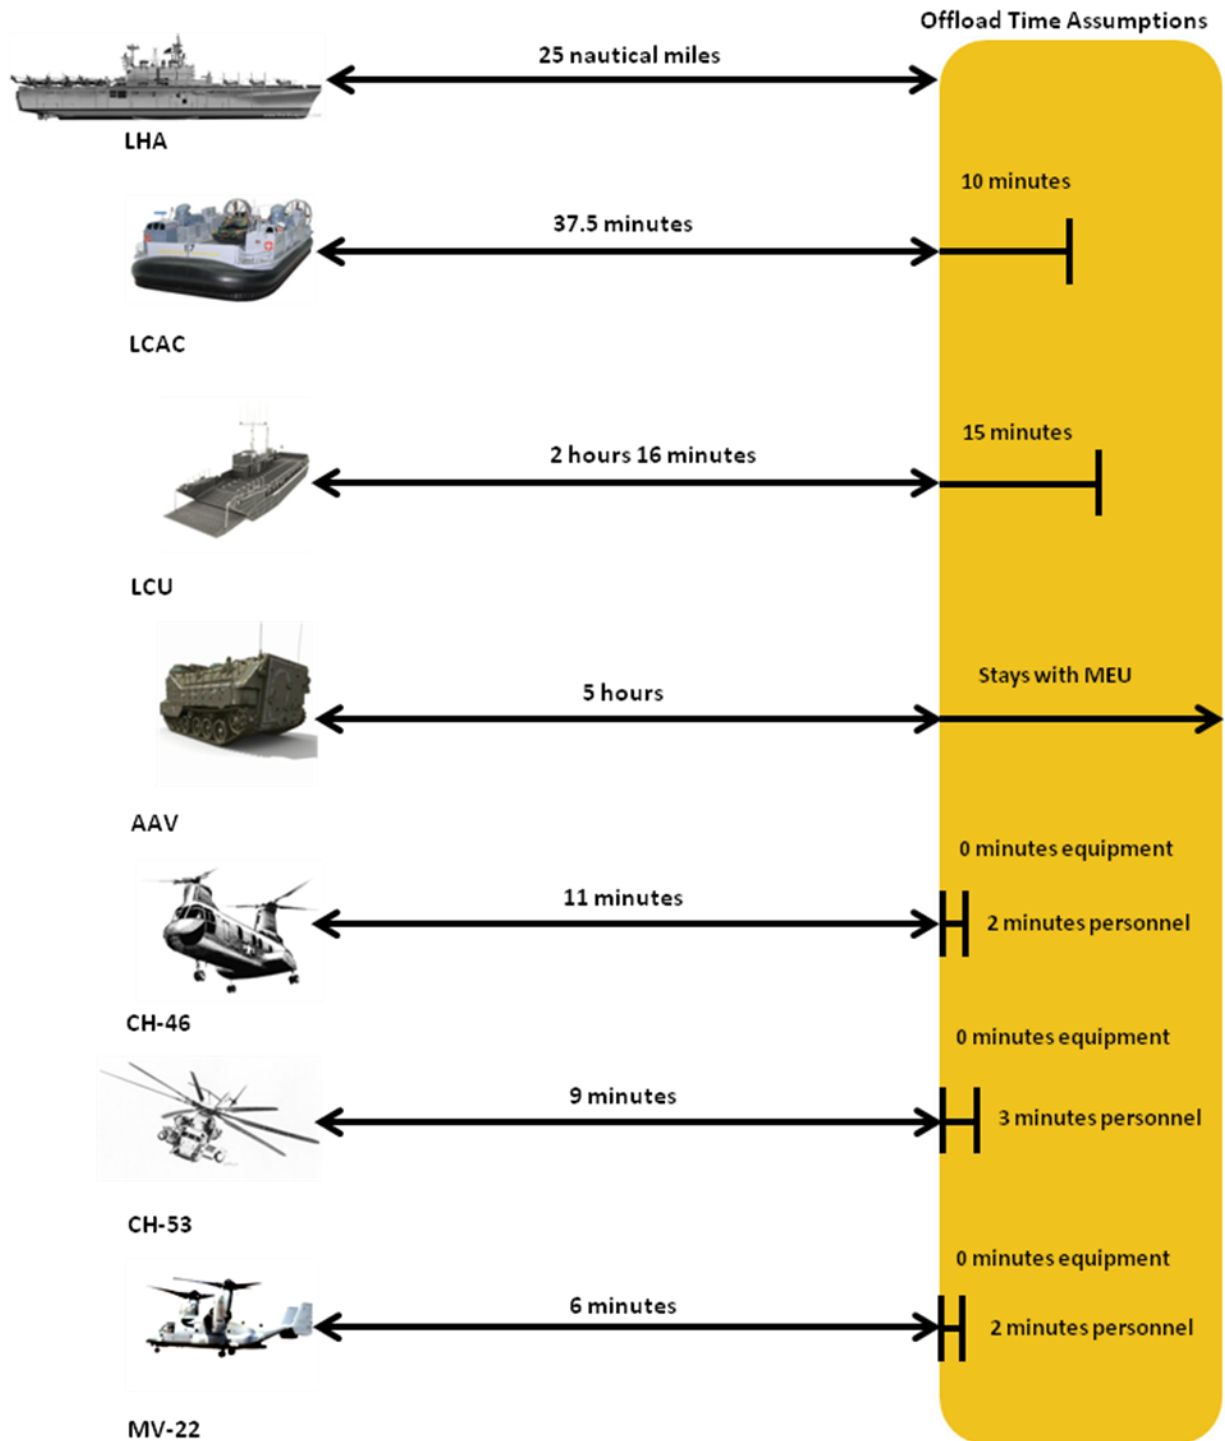 Offload Time Assumptions
25 nautical miles
LHA
10 minutes
37.5 minutes
LCAC
15 minutes
2 hours 16 minutes
LCU
Stays with MEU
5 hours
AAV
0 minutes equipment
11 minutes
2 minutes personnel
CH-46
0 minutes equipment
9 minutes
3 minutes personnel
CH-53
0 minutes equipment
6 minutes
2 minutes personnel
MV-22